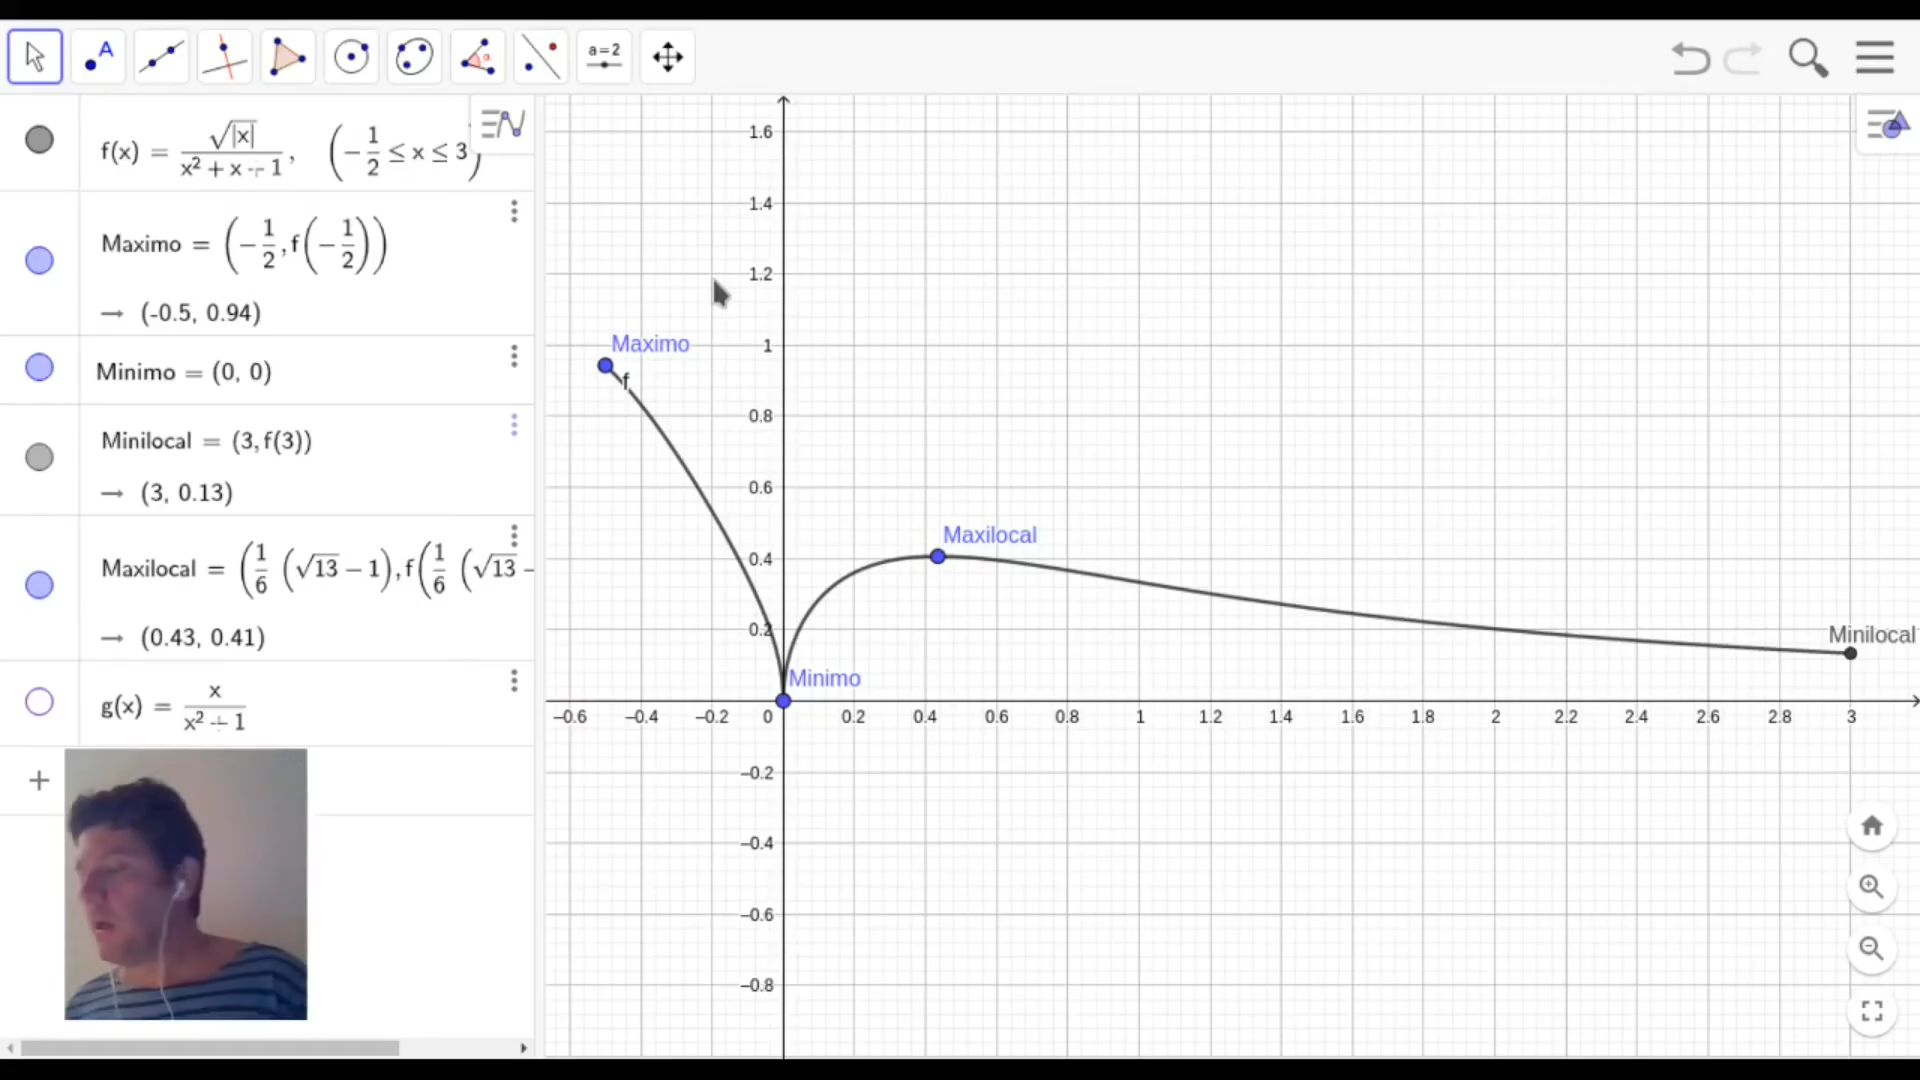 A
a=2
f(x) = √|x| / x² + x + 1, (−1/2 ≤ x ≤ 3)
Maximo = (−1/2, f(−1/2))
→ (-0.5, 0.94)
Minimo = (0, 0)
Minilocal = (3, f(3))
→ (3, 0.13)
Maxilocal = (1/6 (√13 − 1), f(1/6 (√13 −
→ (0.43, 0.41)
g(x) = x / x² + 1
+
1.6
1.4
1.2
1
0.8
0.6
0.4
0.2
−0.2
−0.4
−0.6
−0.8
−0.6 −0.4 −0.2 0 0.2 0.4 0.6 0.8 1 1.2 1.4 1.6 1.8 2 2.2 2.4 2.6 2.8 3
Maximo
f
Maxilocal
Minilocal
Minimo